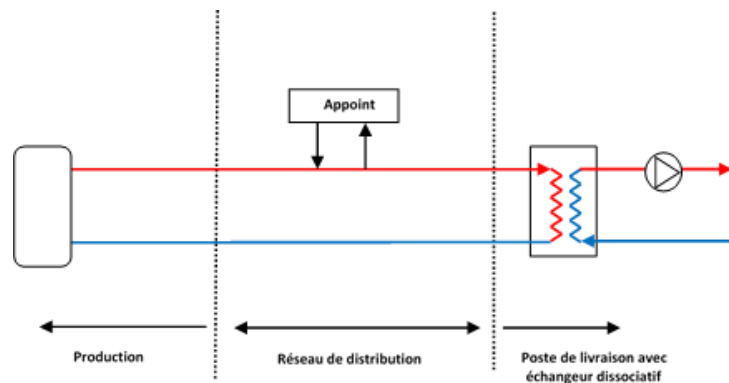 Appoint
Production
Réseau de distribution
Poste de livraison avec
échangeur dissociatif